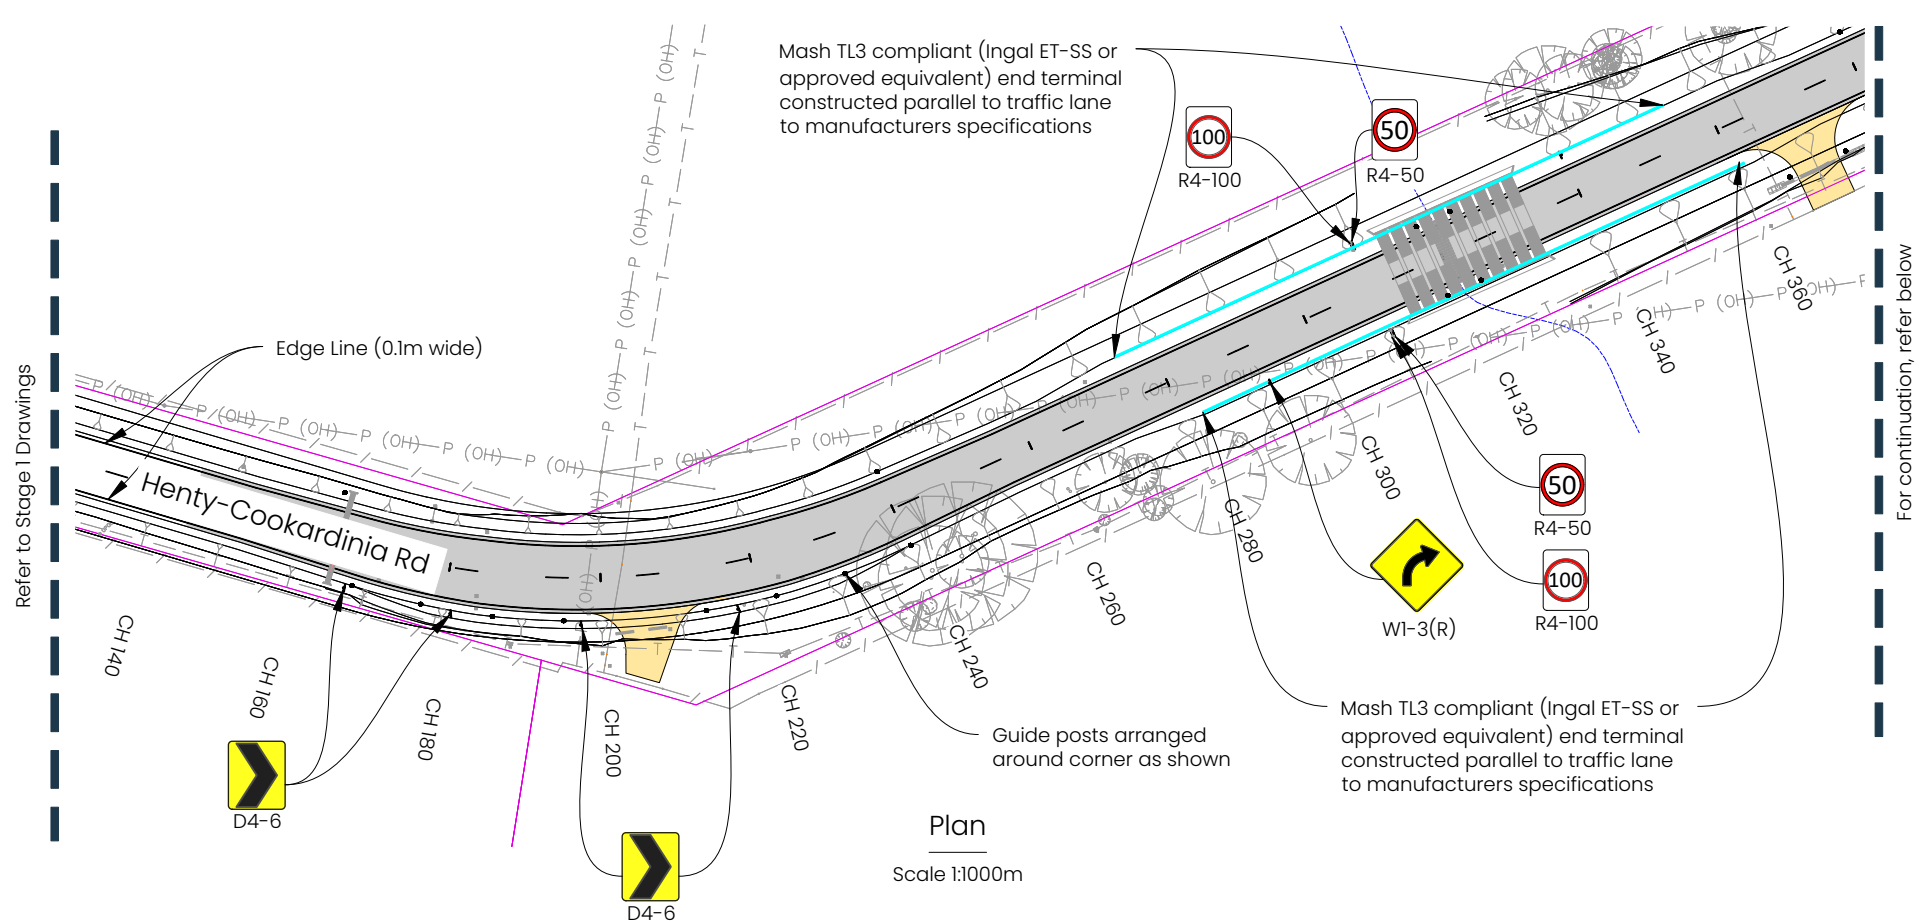 Mash TL3 compliant (Ingal ET-SS or
approved equivalent) end terminal
constructed parallel to traffic lane
to manufacturers specifications
100
R4-100
50
R4-50
Edge Line (0.1m wide)
Refer to Stage 1 Drawings
For continuation, refer below
Henty-Cookardinia Rd
P (OH) P (OH) P (OH) P (OH) P (OH)
CH 140
CH 160
CH 180
CH 200
CH 220
CH 240
CH 260
CH 280
CH 300
CH 320
CH 340
CH 360
50
R4-50
100
R4-100
W1-3(R)
D4-6
D4-6
Guide posts arranged
around corner as shown
Mash TL3 compliant (Ingal ET-SS or
approved equivalent) end terminal
constructed parallel to traffic lane
to manufacturers specifications
Plan
Scale 1:1000m